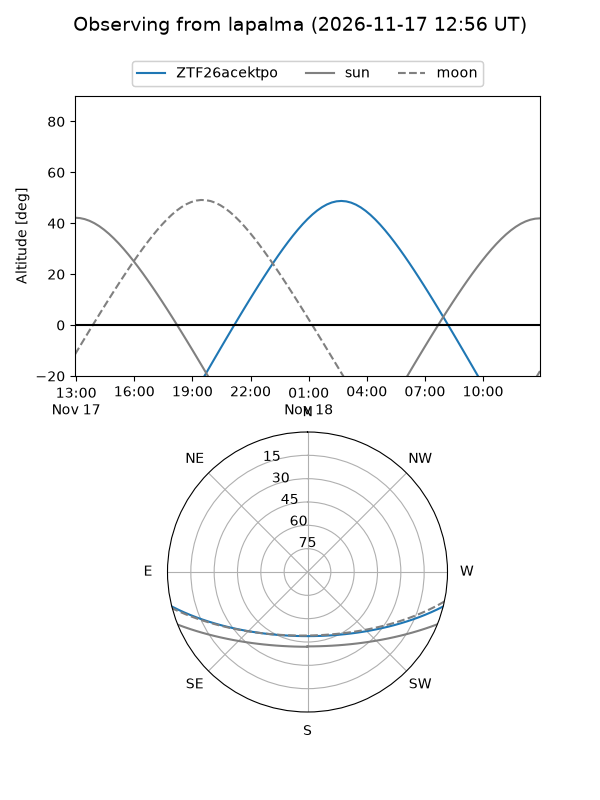 Observing from lapalma (2026-11-17 12:56 UT)
ZTF26acektpo sun moon
80
60
40
20
0
−20
Altitude [deg]
13:00 16:00 19:00 22:00 01:00 04:00 07:00 10:00
Nov 17 Nov 18
N
NE NW
15
30
45
60
75
E W
SE SW
S